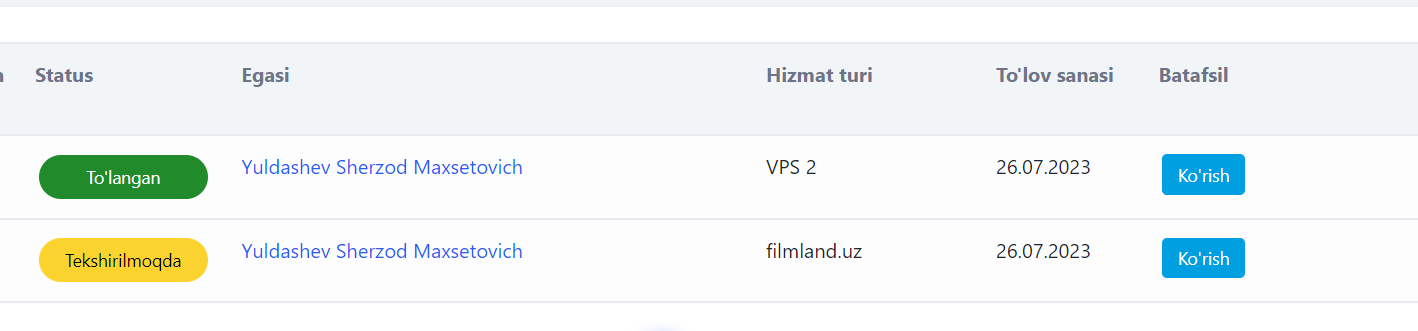 Status Egasi Hizmat turi To'lov sanasi Batafsil
To'langan Yuldashev Sherzod Maxsetovich VPS 2 26.07.2023 Ko'rish
Tekshirilmoqda Yuldashev Sherzod Maxsetovich filmland.uz 26.07.2023 Ko'rish